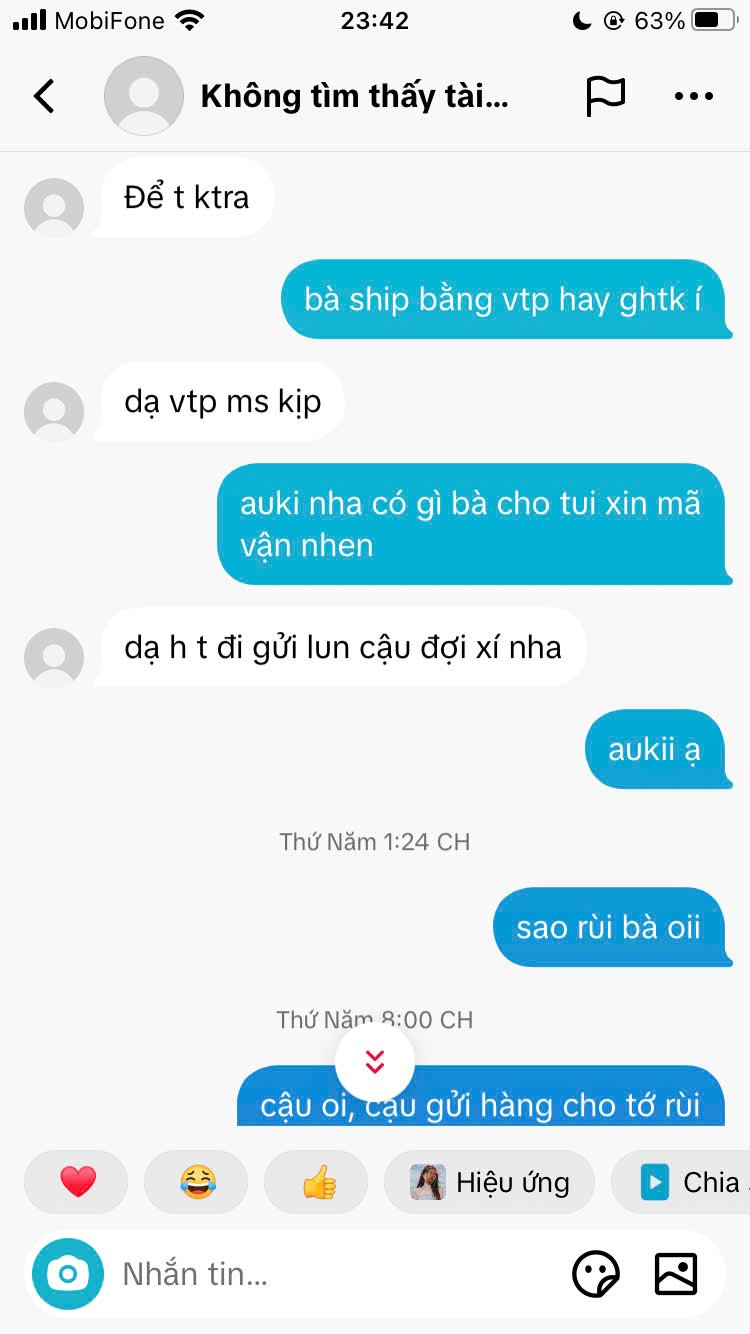 MobiFone 23:42 63%
Không tìm thấy tài...
Để t ktra
bà ship bằng vtp hay ghtk í
dạ vtp ms kịp
auki nha có gì bà cho tui xin mã
vận nhen
dạ h t đi gửi lun cậu đợi xí nha
aukii ạ
Thứ Năm 1:24 CH
sao rùi bà oii
Thứ Năm 8:00 CH
cậu oi, cậu gửi hàng cho tớ rùi
Hiệu ứng Chia
Nhắn tin...